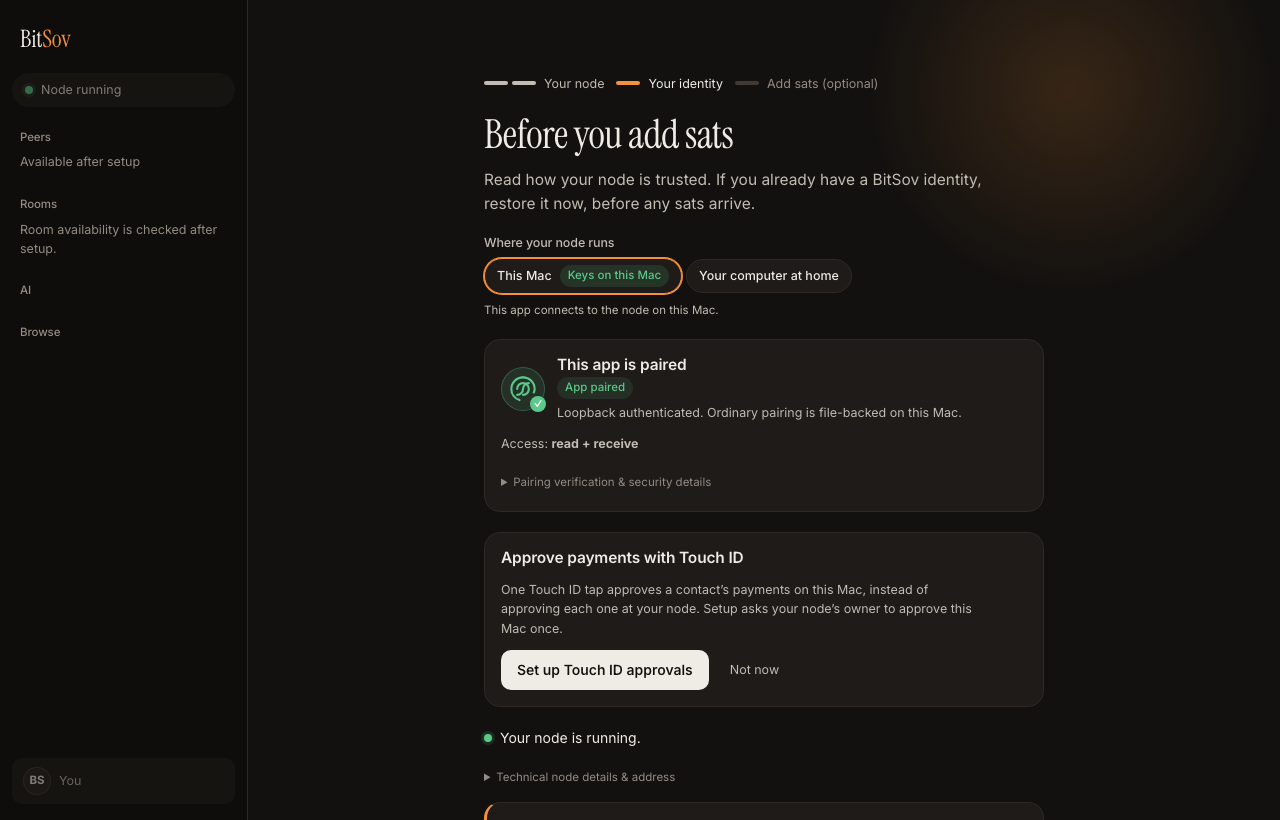 BitSov
Node running
Peers
Available after setup
Rooms
Room availability is checked after
setup.
AI
Browse
BS You
Your node Your identity Add sats (optional)
Before you add sats
Read how your node is trusted. If you already have a BitSov identity,
restore it now, before any sats arrive.
Where your node runs
This Mac Keys on this Mac Your computer at home
This app connects to the node on this Mac.
This app is paired
App paired
Loopback authenticated. Ordinary pairing is file-backed on this Mac.
Access: read + receive
Pairing verification & security details
Approve payments with Touch ID
One Touch ID tap approves a contact’s payments on this Mac, instead of
approving each one at your node. Setup asks your node’s owner to approve this
Mac once.
Set up Touch ID approvals Not now
Your node is running.
Technical node details & address